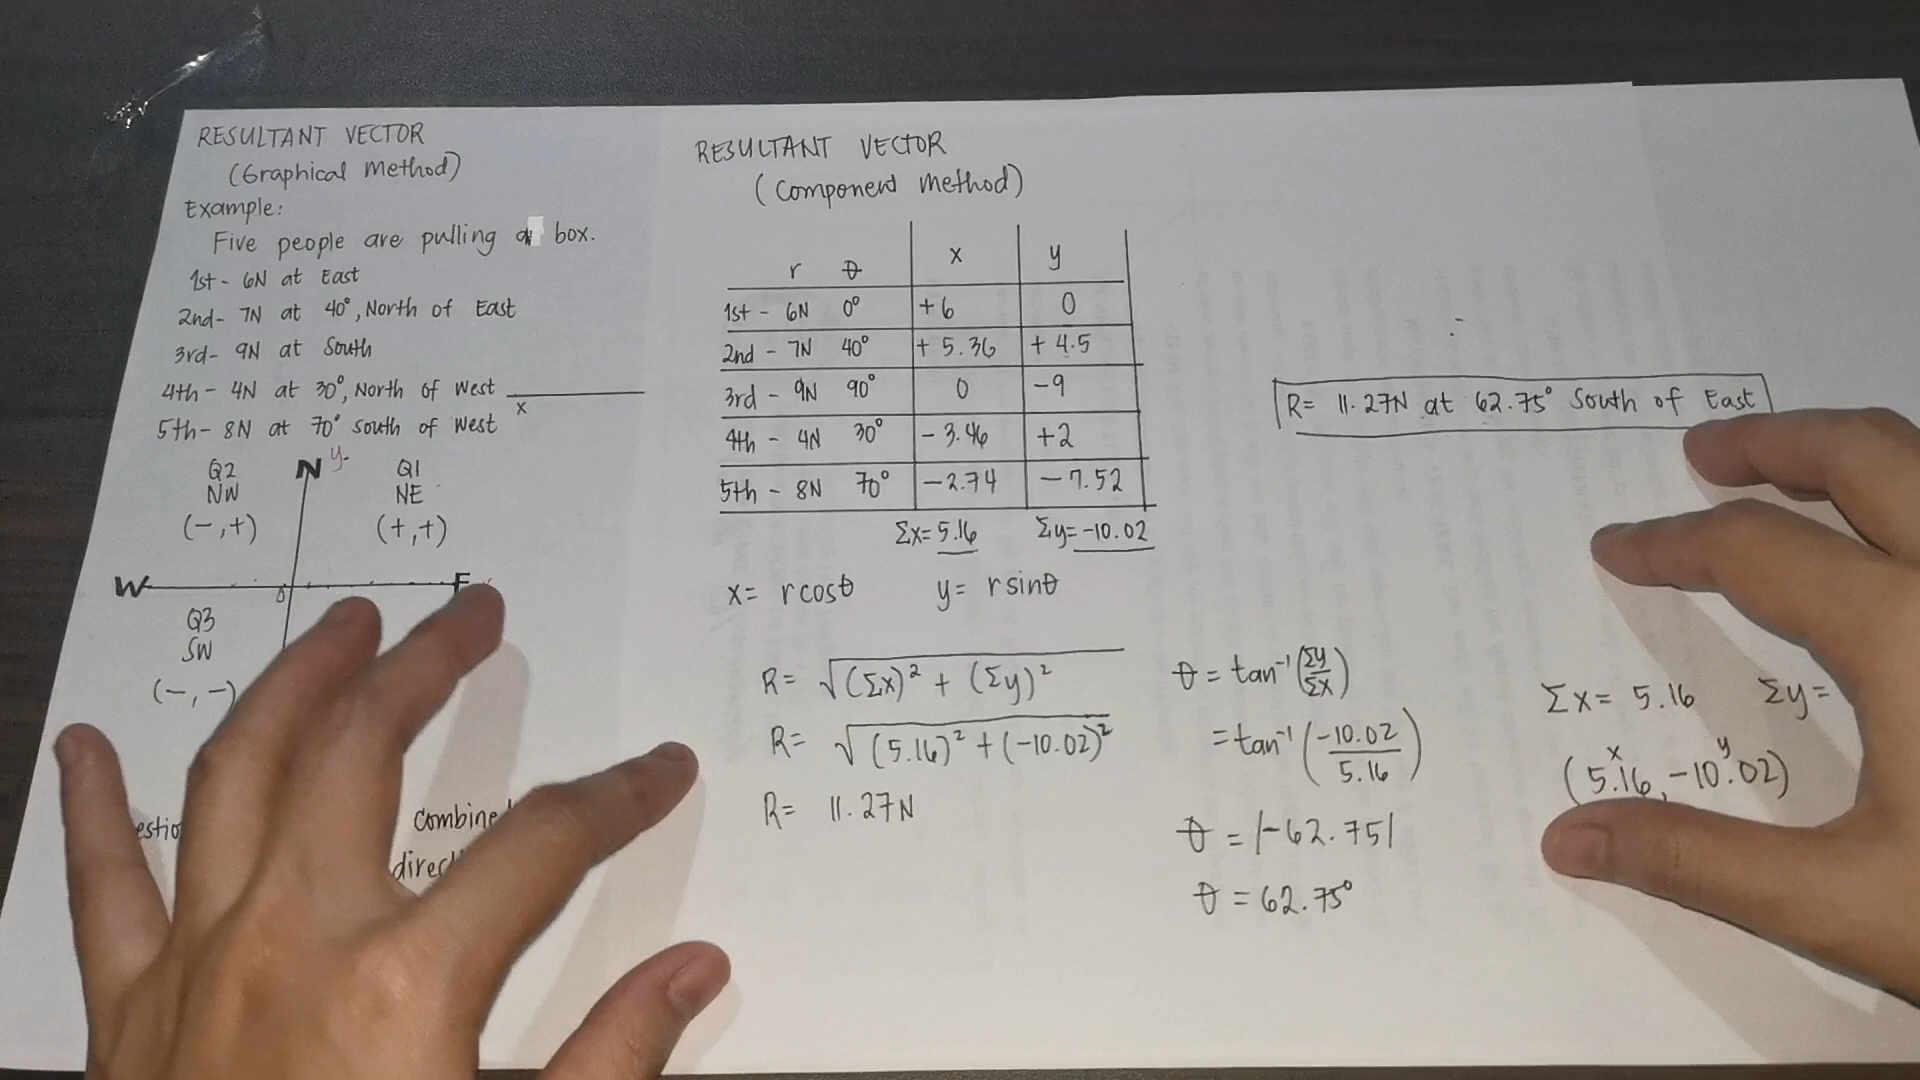 RESULTANT VECTOR
(Graphical method)
Example:
Five people are pulling a box.
1st - 6N at East
2nd- 7N at 40°, North of East
3rd- 9N at South
4th - 4N at 30°, North of West
x
5th- 8N at 70° south of West
N y
Q2
NW
(-,+)
Q1
NE
(+,+)
W
E
0
Q3
SW
(-,-)
combine
direc
RESULTANT VECTOR
(Component method)
r θ x y
1st - 6N 0° +6 0
2nd - 7N 40° + 5.36 + 4.5
3rd - 9N 90° 0 -9
4th - 4N 30° - 3.46 +2
5th - 8N 70° -2.74 -7.52
Σx= 5.16 Σy= -10.02
x= rcosθ y= rsinθ
R= √(Σx)² + (Σy)²
R= √(5.16)² + (-10.02)²
R= 11.27N
θ = tan⁻¹(Σy/Σx)
= tan⁻¹(-10.02/5.16)
θ = |-62.75|
θ = 62.75°
R= 11.27N at 62.75° South of East
Σx= 5.16 Σy=
x y
(5.16, -10.02)